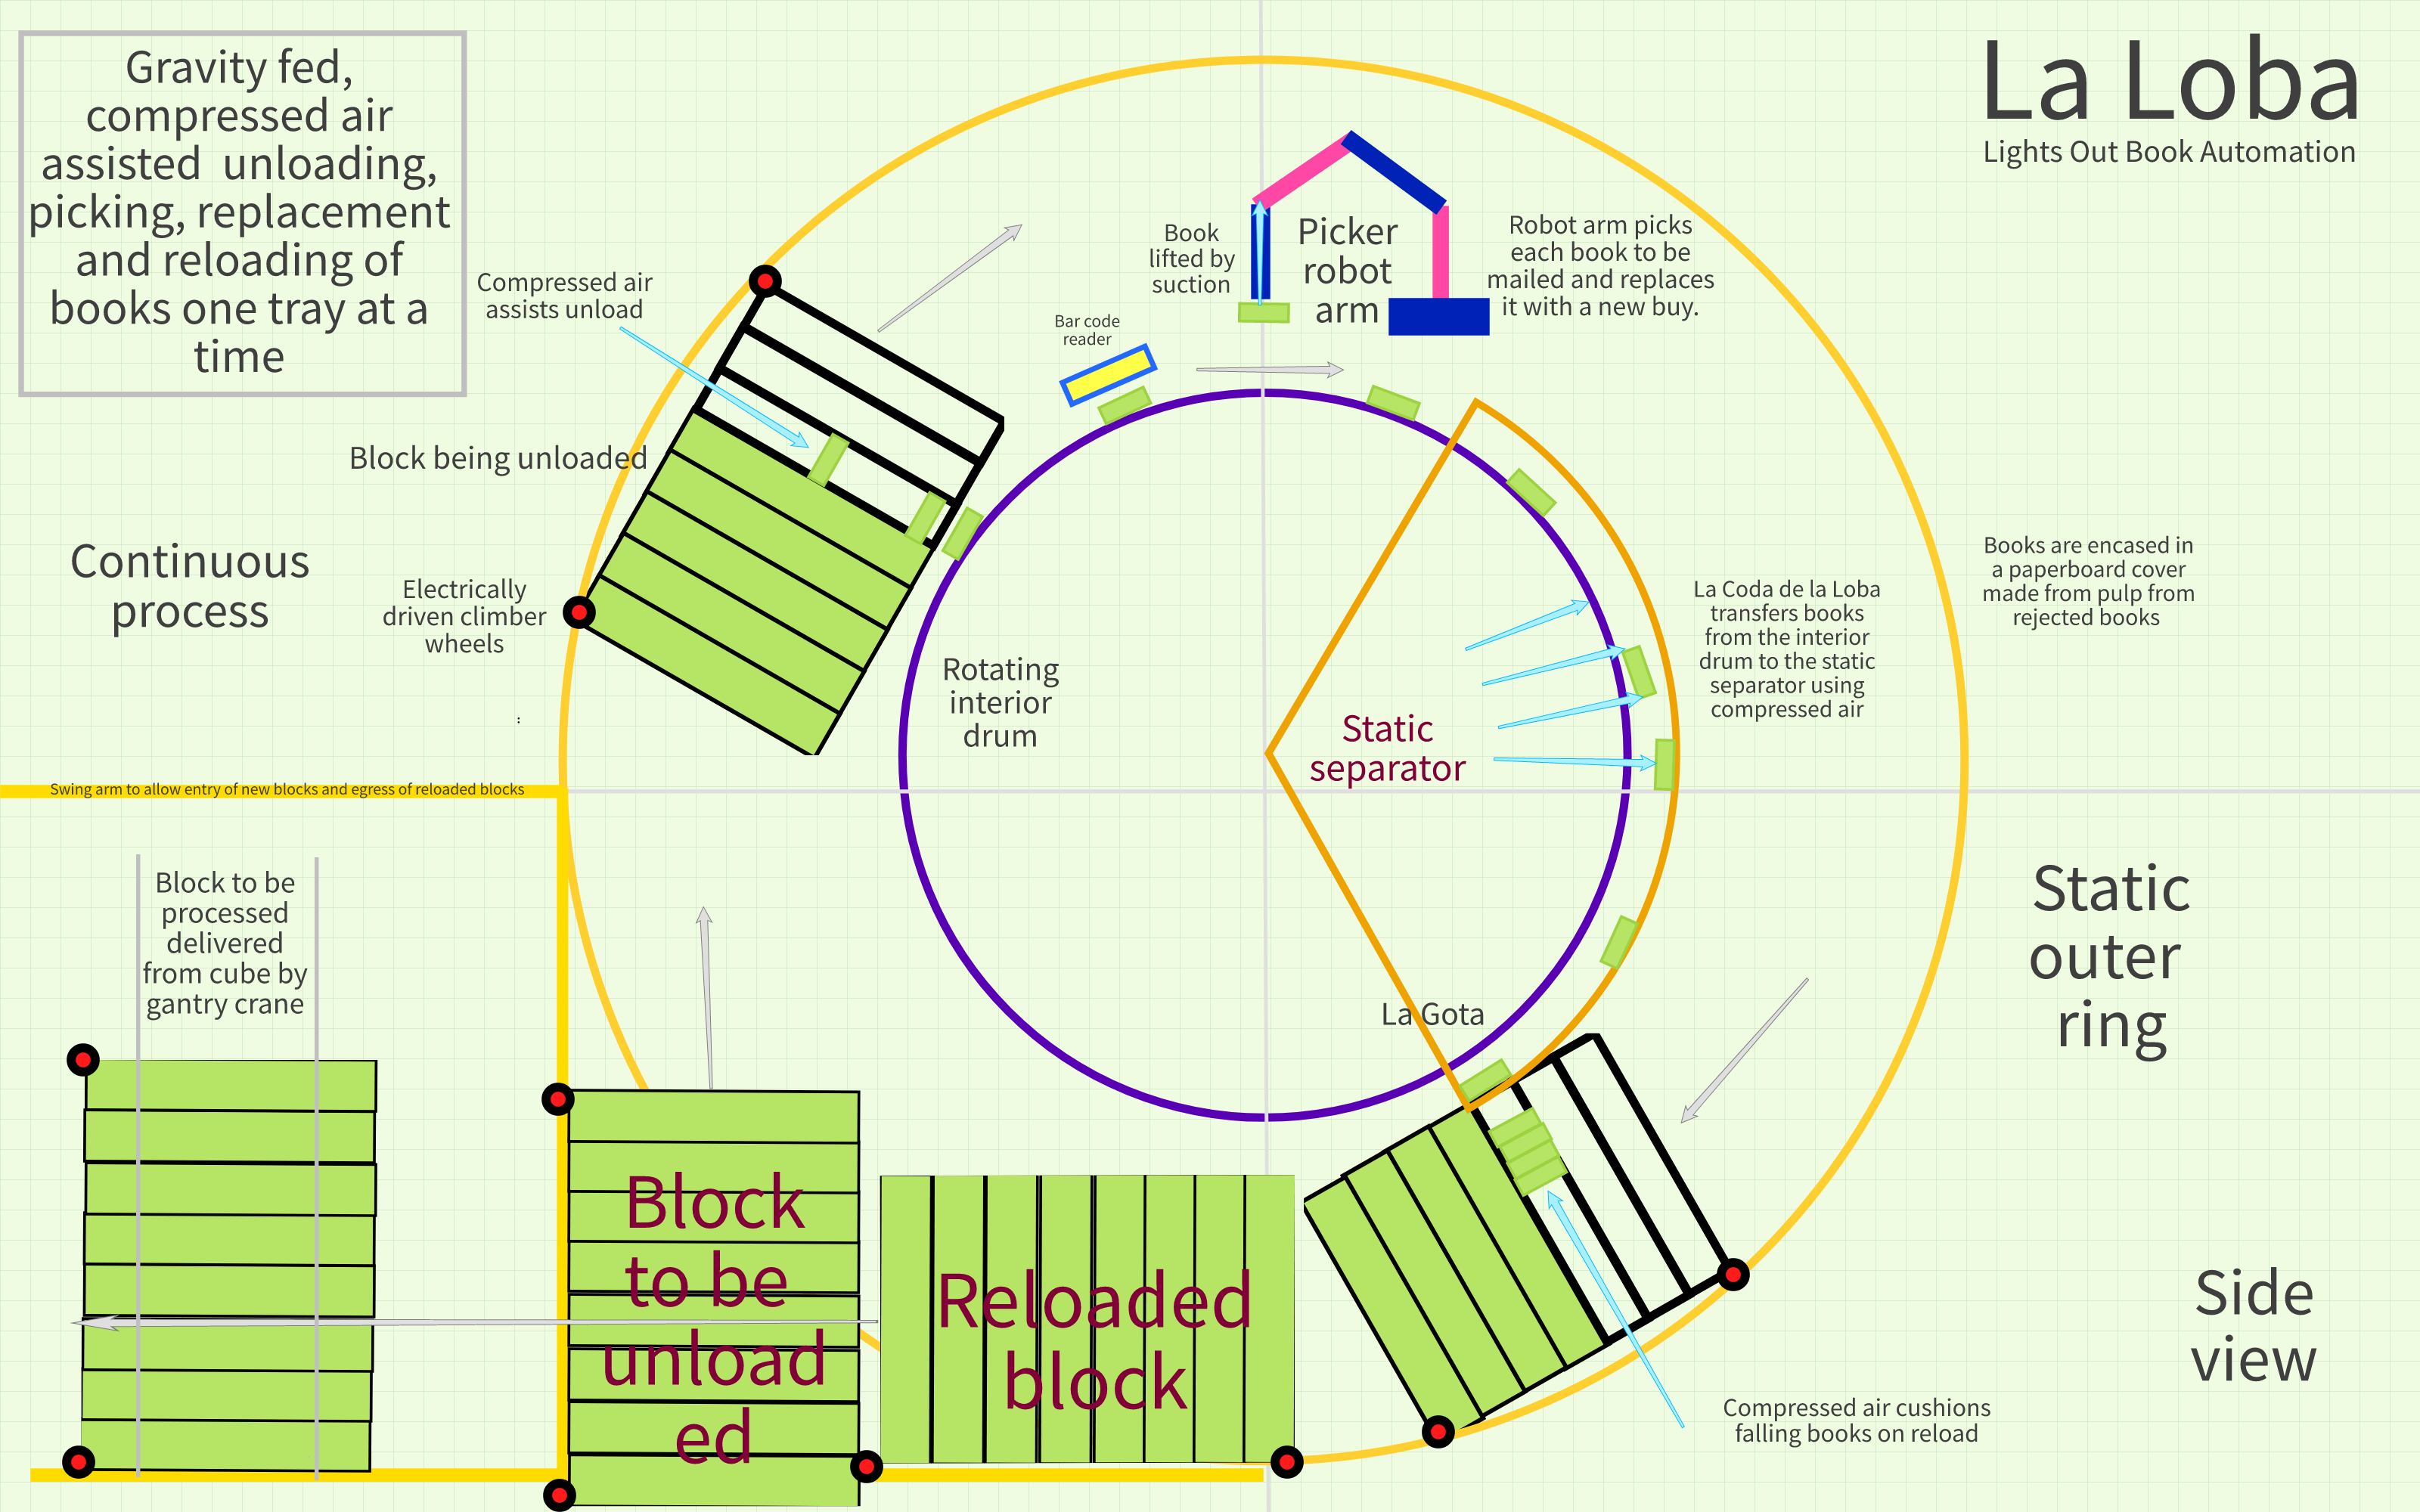 Gravity fed,
compressed air
assisted  unloading,
picking, replacement
and reloading of
books one tray at a
time
La Loba
Lights Out Book Automation
Compressed air
assists unload
Book
lifted by
suction
Picker
robot
arm
Robot arm picks
each book to be
mailed and replaces
it with a new buy.
Bar code
reader
Block being unloaded
Continuous
process
Electrically
driven climber
wheels
:
Rotating
interior
drum
Static
separator
La Coda de la Loba
transfers books
from the interior
drum to the static
separator using
compressed air
Books are encased in
a paperboard cover
made from pulp from
rejected books
Swing arm to allow entry of new blocks and egress of reloaded blocks
Block to be
processed
delivered
from cube by
gantry crane
Static
outer
ring
La Gota
Block
to be
unload
ed
Reloaded
block
Side
view
Compressed air cushions
falling books on reload